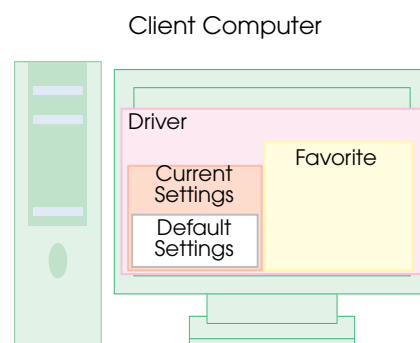 Client Computer
Driver
Favorite
Current
Settings
Default
Settings